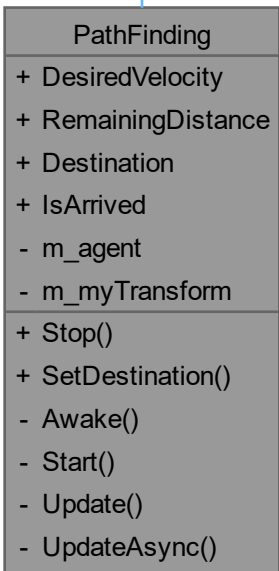 PathFinding
+ DesiredVelocity
+ RemainingDistance
+ Destination
+ IsArrived
- m_agent
- m_myTransform
+ Stop()
+ SetDestination()
- Awake()
- Start()
- Update()
- UpdateAsync()